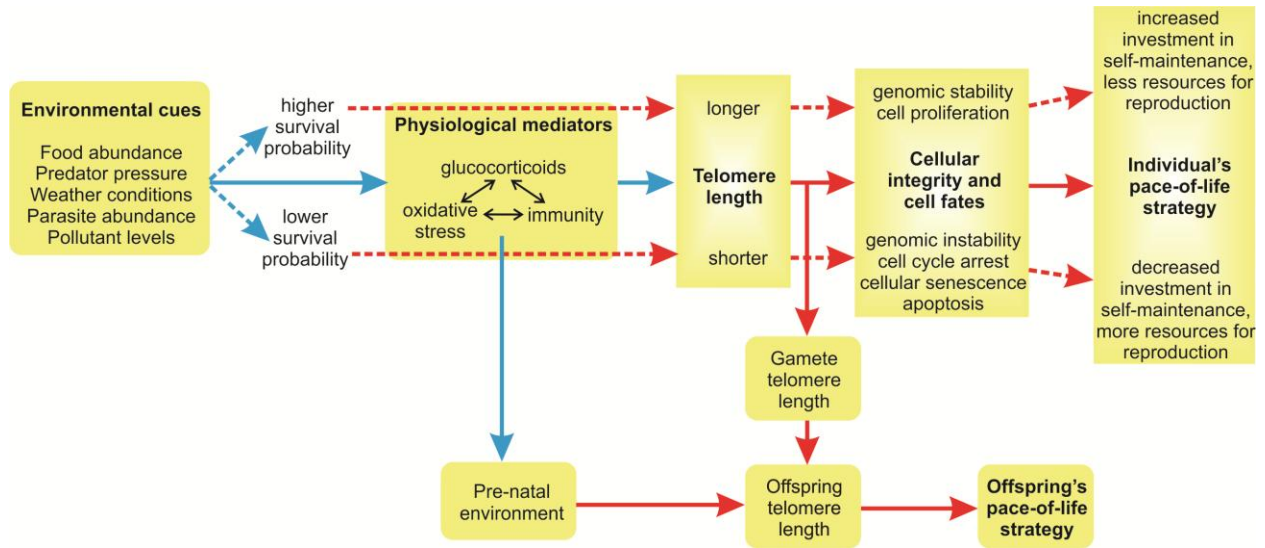 Environmental cues
Food abundance
Predator pressure
Weather conditions
Parasite abundance
Pollutant levels
higher
survival
probability
lower
survival
probability
Physiological mediators
glucocorticoids
oxidative
stress
immunity
longer
Telomere
length
shorter
genomic stability
cell proliferation
Cellular
integrity and
cell fates
genomic instability
cell cycle arrest
cellular senescence
apoptosis
increased
investment in
self-maintenance,
less resources for
reproduction
Individual's
pace-of-life
strategy
decreased
investment in
self-maintenance,
more resources for
reproduction
Gamete
telomere
length
Pre-natal
environment
Offspring
telomere
length
Offspring's
pace-of-life
strategy